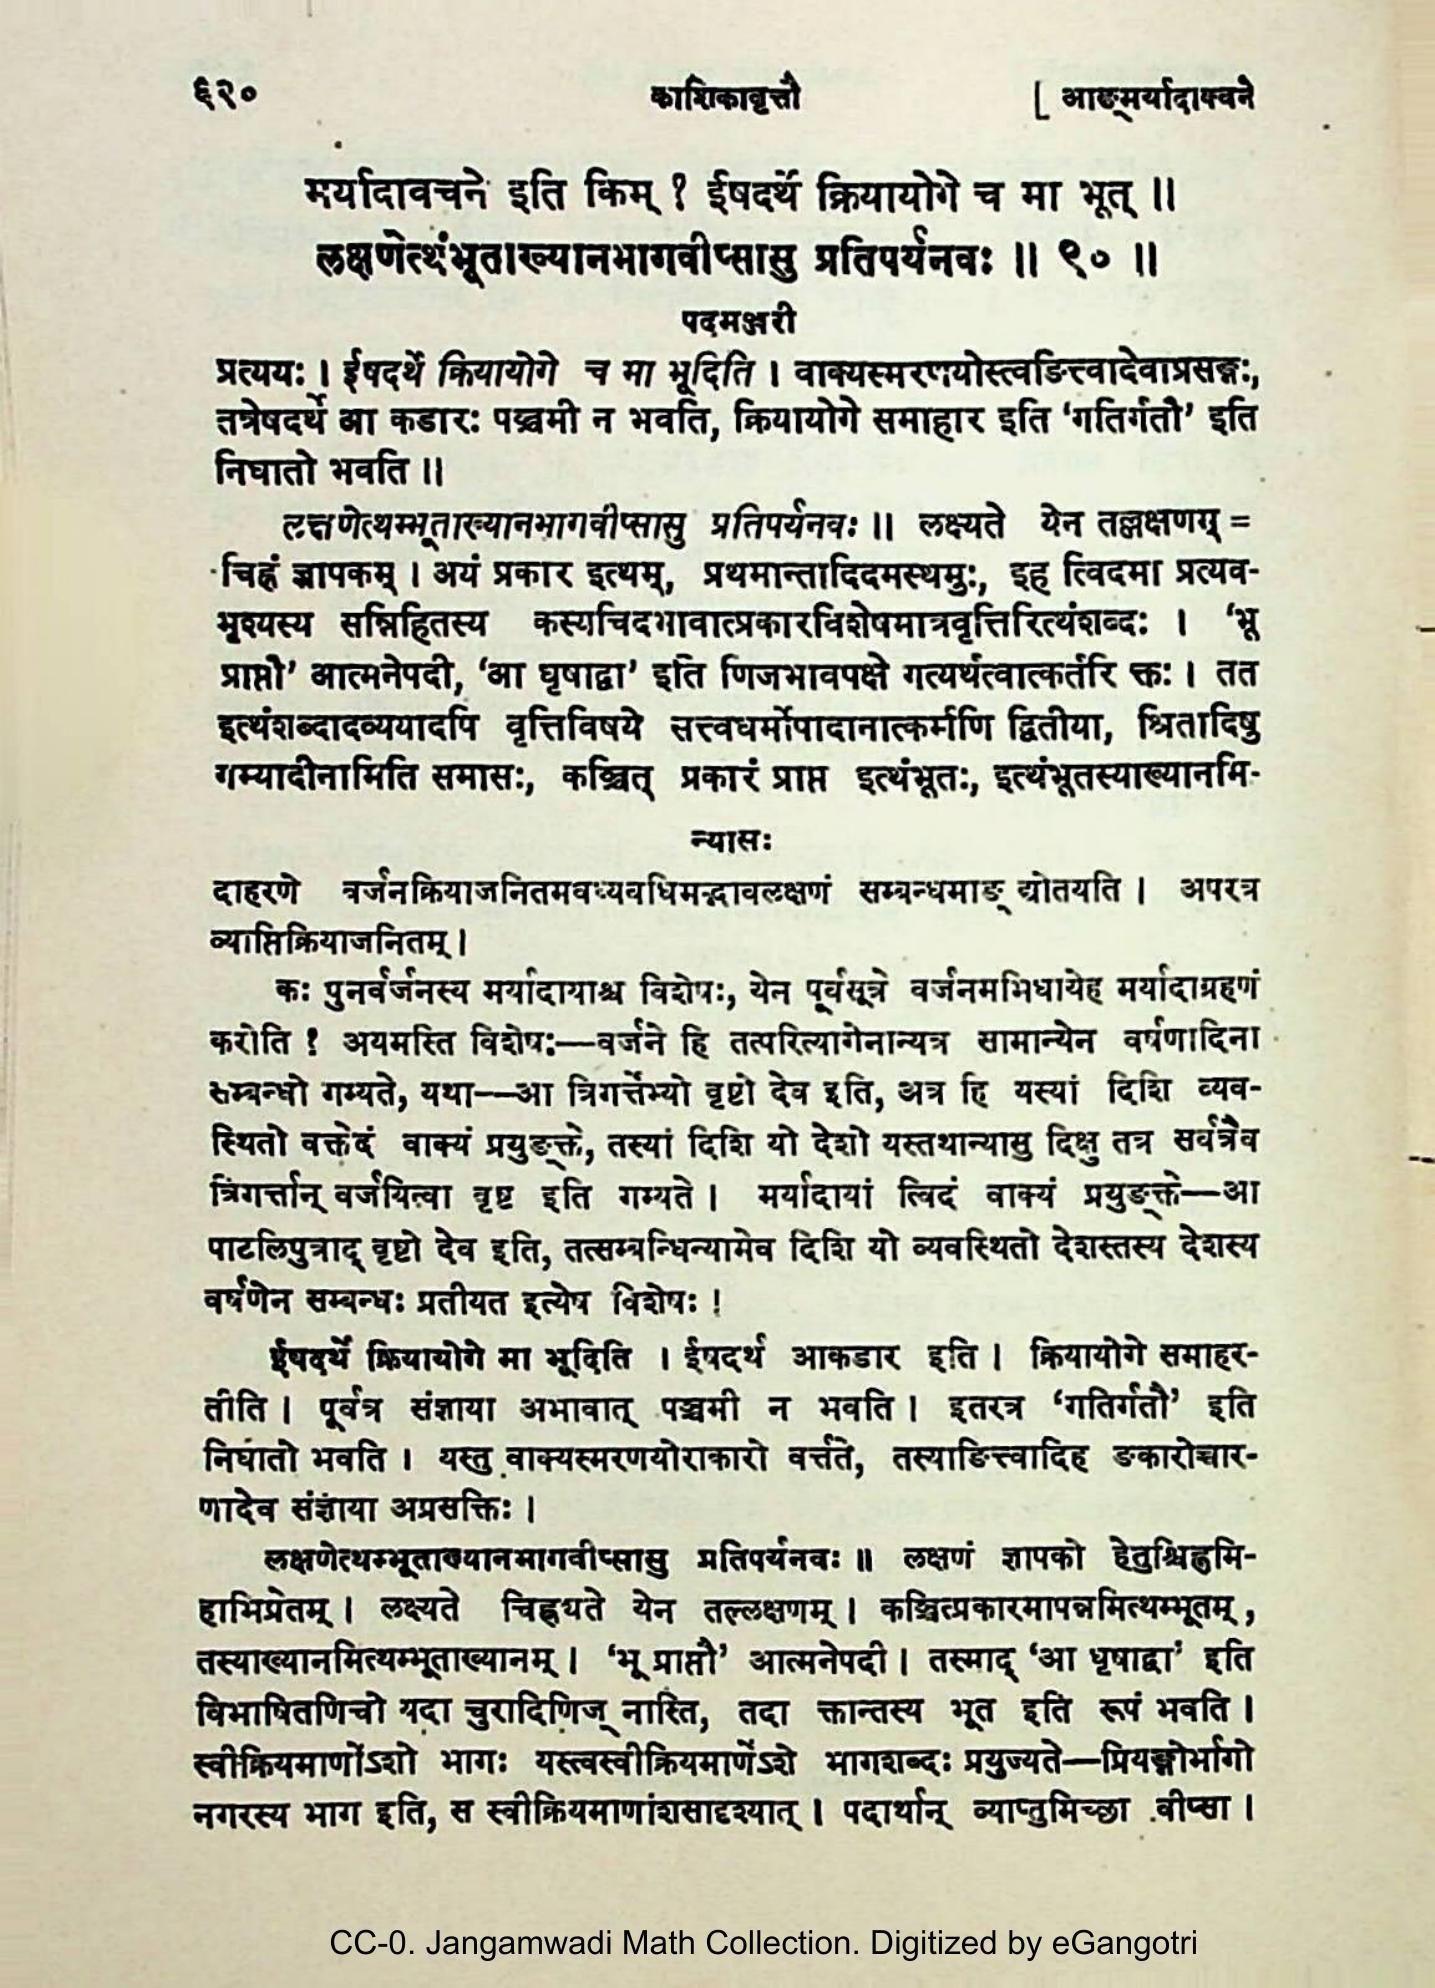 ६२० काशिकावृत्तौ [ आङ्मर्यादावचने
मर्यादावचने इति किम् ? ईषदर्थे क्रियायोगे च मा भूत् ॥
लक्षणेत्थंभूताख्यानभागवीप्सासु प्रतिपर्यनवः ॥ ९० ॥
पदमञ्जरी
प्रत्ययः । ईषदर्थे क्रियायोगे च मा भूदिति । वाक्यस्मरणयोस्त्वङित्त्वादेवाप्रसङ्गः,
तत्रेषदर्थे आ कडारः पञ्चमी न भवति, क्रियायोगे समाहार इति ‘गतिर्गतौ’ इति
निघातो भवति ॥
लक्षणेत्थम्भूताख्यानभागवीप्सासु प्रतिपर्यनवः ॥ लक्ष्यते येन तल्लक्षणम् =
चिह्नं ज्ञापकम् । अयं प्रकार इत्थम्, प्रथमान्तादिदमस्थमुः, इह त्विदमा प्रत्यव-
भृश्यस्य सन्निहितस्य कस्यचिदभावात्प्रकारविशेषमात्रवृत्तिरित्थंशब्दः । ‘भू
प्राप्तौ’ आत्मनेपदी, ‘आ घृषाद्वा’ इति णिजभावपक्षे गत्यर्थत्वात्कर्तरि क्तः । तत
इत्थंशब्दादव्ययादपि वृत्तिविषये सत्त्वधर्मोपादानात्कर्मणि द्वितीया, श्रितादिषु
गम्यादीनामिति समासः, कञ्चित् प्रकारं प्राप्त इत्थंभूतः, इत्थंभूतस्याख्यानमि-
न्यासः
दाहरणे वर्जनक्रियाजनितमवध्यवधिमद्भावलक्षणं सम्बन्धमाङ् द्योतयति । अपरत्र
व्याप्तिक्रियाजनितम् ।
कः पुनर्वर्जनस्य मर्यादायाश्च विशेषः, येन पूर्वसूत्रे वर्जनमभिधायेह मर्यादाग्रहणं
करोति ? अयमस्ति विशेषः—वर्जने हि तत्परित्यागेनान्यत्र सामान्येन वर्षणादिना
सम्बन्धो गम्यते, यथा—आ त्रिगर्त्तेभ्यो वृष्टो देव इति, अत्र हि यस्यां दिशि व्यव-
स्थितो वक्तेदं वाक्यं प्रयुङ्क्ते, तस्यां दिशि यो देशो यस्तथान्यासु दिक्षु तत्र सर्वत्रैव
त्रिगर्त्तान् वर्जयित्वा वृष्ट इति गम्यते । मर्यादायां त्विदं वाक्यं प्रयुङ्क्ते—आ
पाटलिपुत्राद् वृष्टो देव इति, तत्सम्बन्धिन्यामेव दिशि यो व्यवस्थितो देशस्तस्य देशस्य
वर्षणेन सम्बन्धः प्रतीयत इत्येष विशेषः !
ईषदर्थे क्रियायोगे मा भूदिति । ईषदर्थ आकडार इति । क्रियायोगे समाहर-
तीति । पूर्वत्र संज्ञाया अभावात् पञ्चमी न भवति । इतरत्र ‘गतिर्गतौ’ इति
निघातो भवति । यस्तु वाक्यस्मरणयोराकारो वर्त्तते, तस्याङित्त्वादिह ङकारोच्चार-
णादेव संज्ञाया अप्रसक्तिः ।
लक्षणेत्थम्भूताख्यानभागवीप्सासु प्रतिपर्यनवः ॥ लक्षणं ज्ञापको हेतुश्चिह्नमि-
हाभिप्रेतम् । लक्ष्यते चिह्नयते येन तल्लक्षणम् । कञ्चित्प्रकारमापन्नमित्थम्भूतम्,
तस्याख्यानमित्थम्भूताख्यानम् । ‘भू प्राप्तौ’ आत्मनेपदी । तस्माद् ‘आ धृषाद्वा’ इति
विभाषितणिचो यदा चुरादिणिज् नास्ति, तदा क्तान्तस्य भूत इति रूपं भवति ।
स्वीक्रियमाणोंऽशो भागः यस्त्वस्वीक्रियमाणेंऽशे भागशब्दः प्रयुज्यते—प्रियङ्गोर्भागो
नगरस्य भाग इति, स स्वीक्रियमाणांशसादृश्यात् । पदार्थान् व्याप्तुमिच्छा वीप्सा ।
CC-0. Jangamwadi Math Collection. Digitized by eGangotri